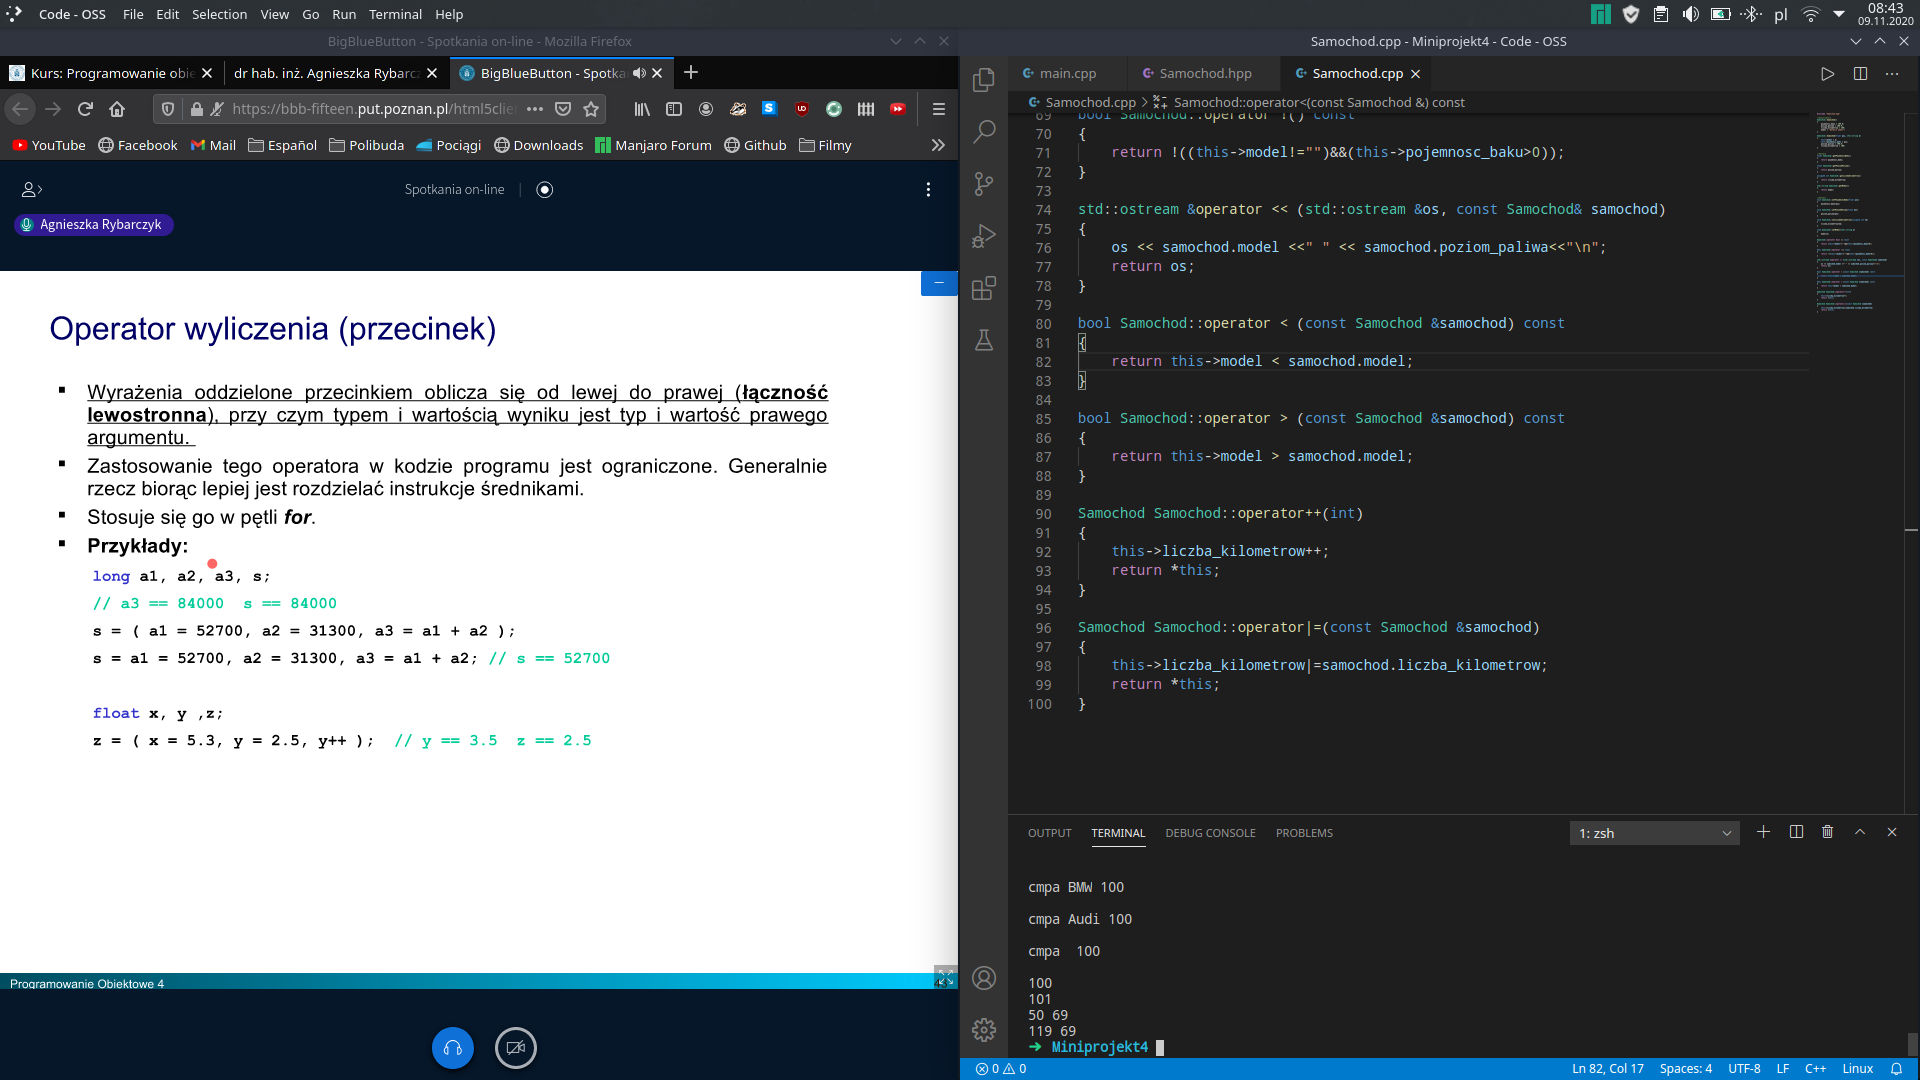 Code - OSS File Edit Selection View Go Run Terminal Help
pl 08:43
09.11.2020
BigBlueButton - Spotkania on-line - Mozilla Firefox
Kurs: Programowanie obie
dr hab. inż. Agnieszka Rybarcz
BigBlueButton - Spotka
https://bbb-fifteen.put.poznan.pl/html5clie
YouTube Facebook Mail Español Polibuda Pociągi Downloads Manjaro Forum Github Filmy
Spotkania on-line
Agnieszka Rybarczyk
Operator wyliczenia (przecinek)
Wyrażenia oddzielone przecinkiem oblicza się od lewej do prawej (łączność
lewostronna), przy czym typem i wartością wyniku jest typ i wartość prawego
argumentu.
Zastosowanie tego operatora w kodzie programu jest ograniczone. Generalnie
rzecz biorąc lepiej jest rozdzielać instrukcje średnikami.
Stosuje się go w pętli for.
Przykłady:
long a1, a2, a3, s;
// a3 == 84000  s == 84000
s = ( a1 = 52700, a2 = 31300, a3 = a1 + a2 );
s = a1 = 52700, a2 = 31300, a3 = a1 + a2; // s == 52700
float x, y ,z;
z = ( x = 5.3, y = 2.5, y++ );  // y == 3.5  z == 2.5
Programowanie Obiektowe 4
Samochod.cpp - Miniprojekt4 - Code - OSS
main.cpp Samochod.hpp Samochod.cpp
Samochod.cpp > Samochod::operator<(const Samochod &) const
69 bool Samochod::operator !() const
70 {
71     return !((this->model!="")&&(this->pojemnosc_baku>0));
72 }
73
74 std::ostream &operator << (std::ostream &os, const Samochod& samochod)
75 {
76     os << samochod.model <<" " << samochod.poziom_paliwa<<"\n";
77     return os;
78 }
79
80 bool Samochod::operator < (const Samochod &samochod) const
81 {
82     return this->model < samochod.model;
83 }
84
85 bool Samochod::operator > (const Samochod &samochod) const
86 {
87     return this->model > samochod.model;
88 }
89
90 Samochod Samochod::operator++(int)
91 {
92     this->liczba_kilometrow++;
93     return *this;
94 }
95
96 Samochod Samochod::operator|=(const Samochod &samochod)
97 {
98     this->liczba_kilometrow|=samochod.liczba_kilometrow;
99     return *this;
100 }
OUTPUT TERMINAL DEBUG CONSOLE PROBLEMS
1: zsh
cmpa BMW 100
cmpa Audi 100
cmpa  100
100
101
50 69
119 69
➜ Miniprojekt4
0 0
Ln 82, Col 17 Spaces: 4 UTF-8 LF C++ Linux